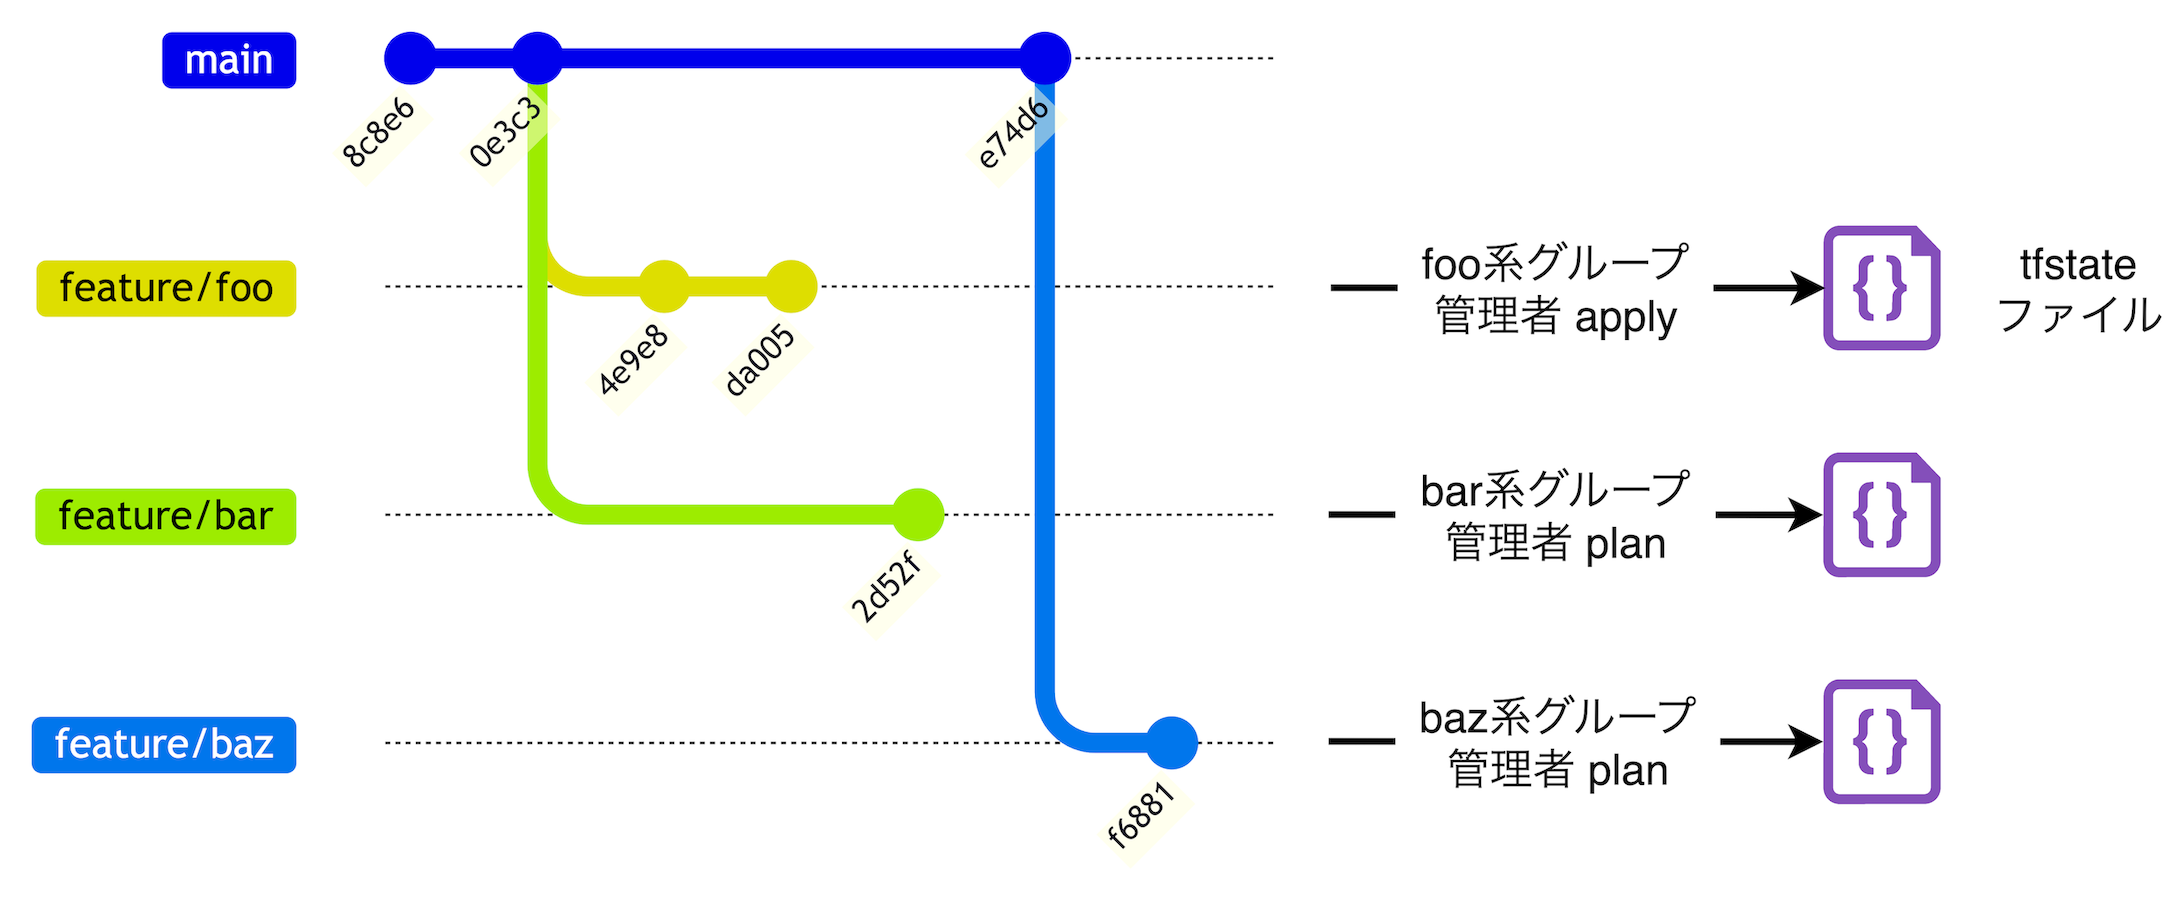 main
8c8e6
0e3c3
e74d6
feature/foo
4e9e8
da005
foo系グループ
管理者 apply
{}
tfstate
ファイル
feature/bar
2d52f
bar系グループ
管理者 plan
{}
feature/baz
f6881
baz系グループ
管理者 plan
{}